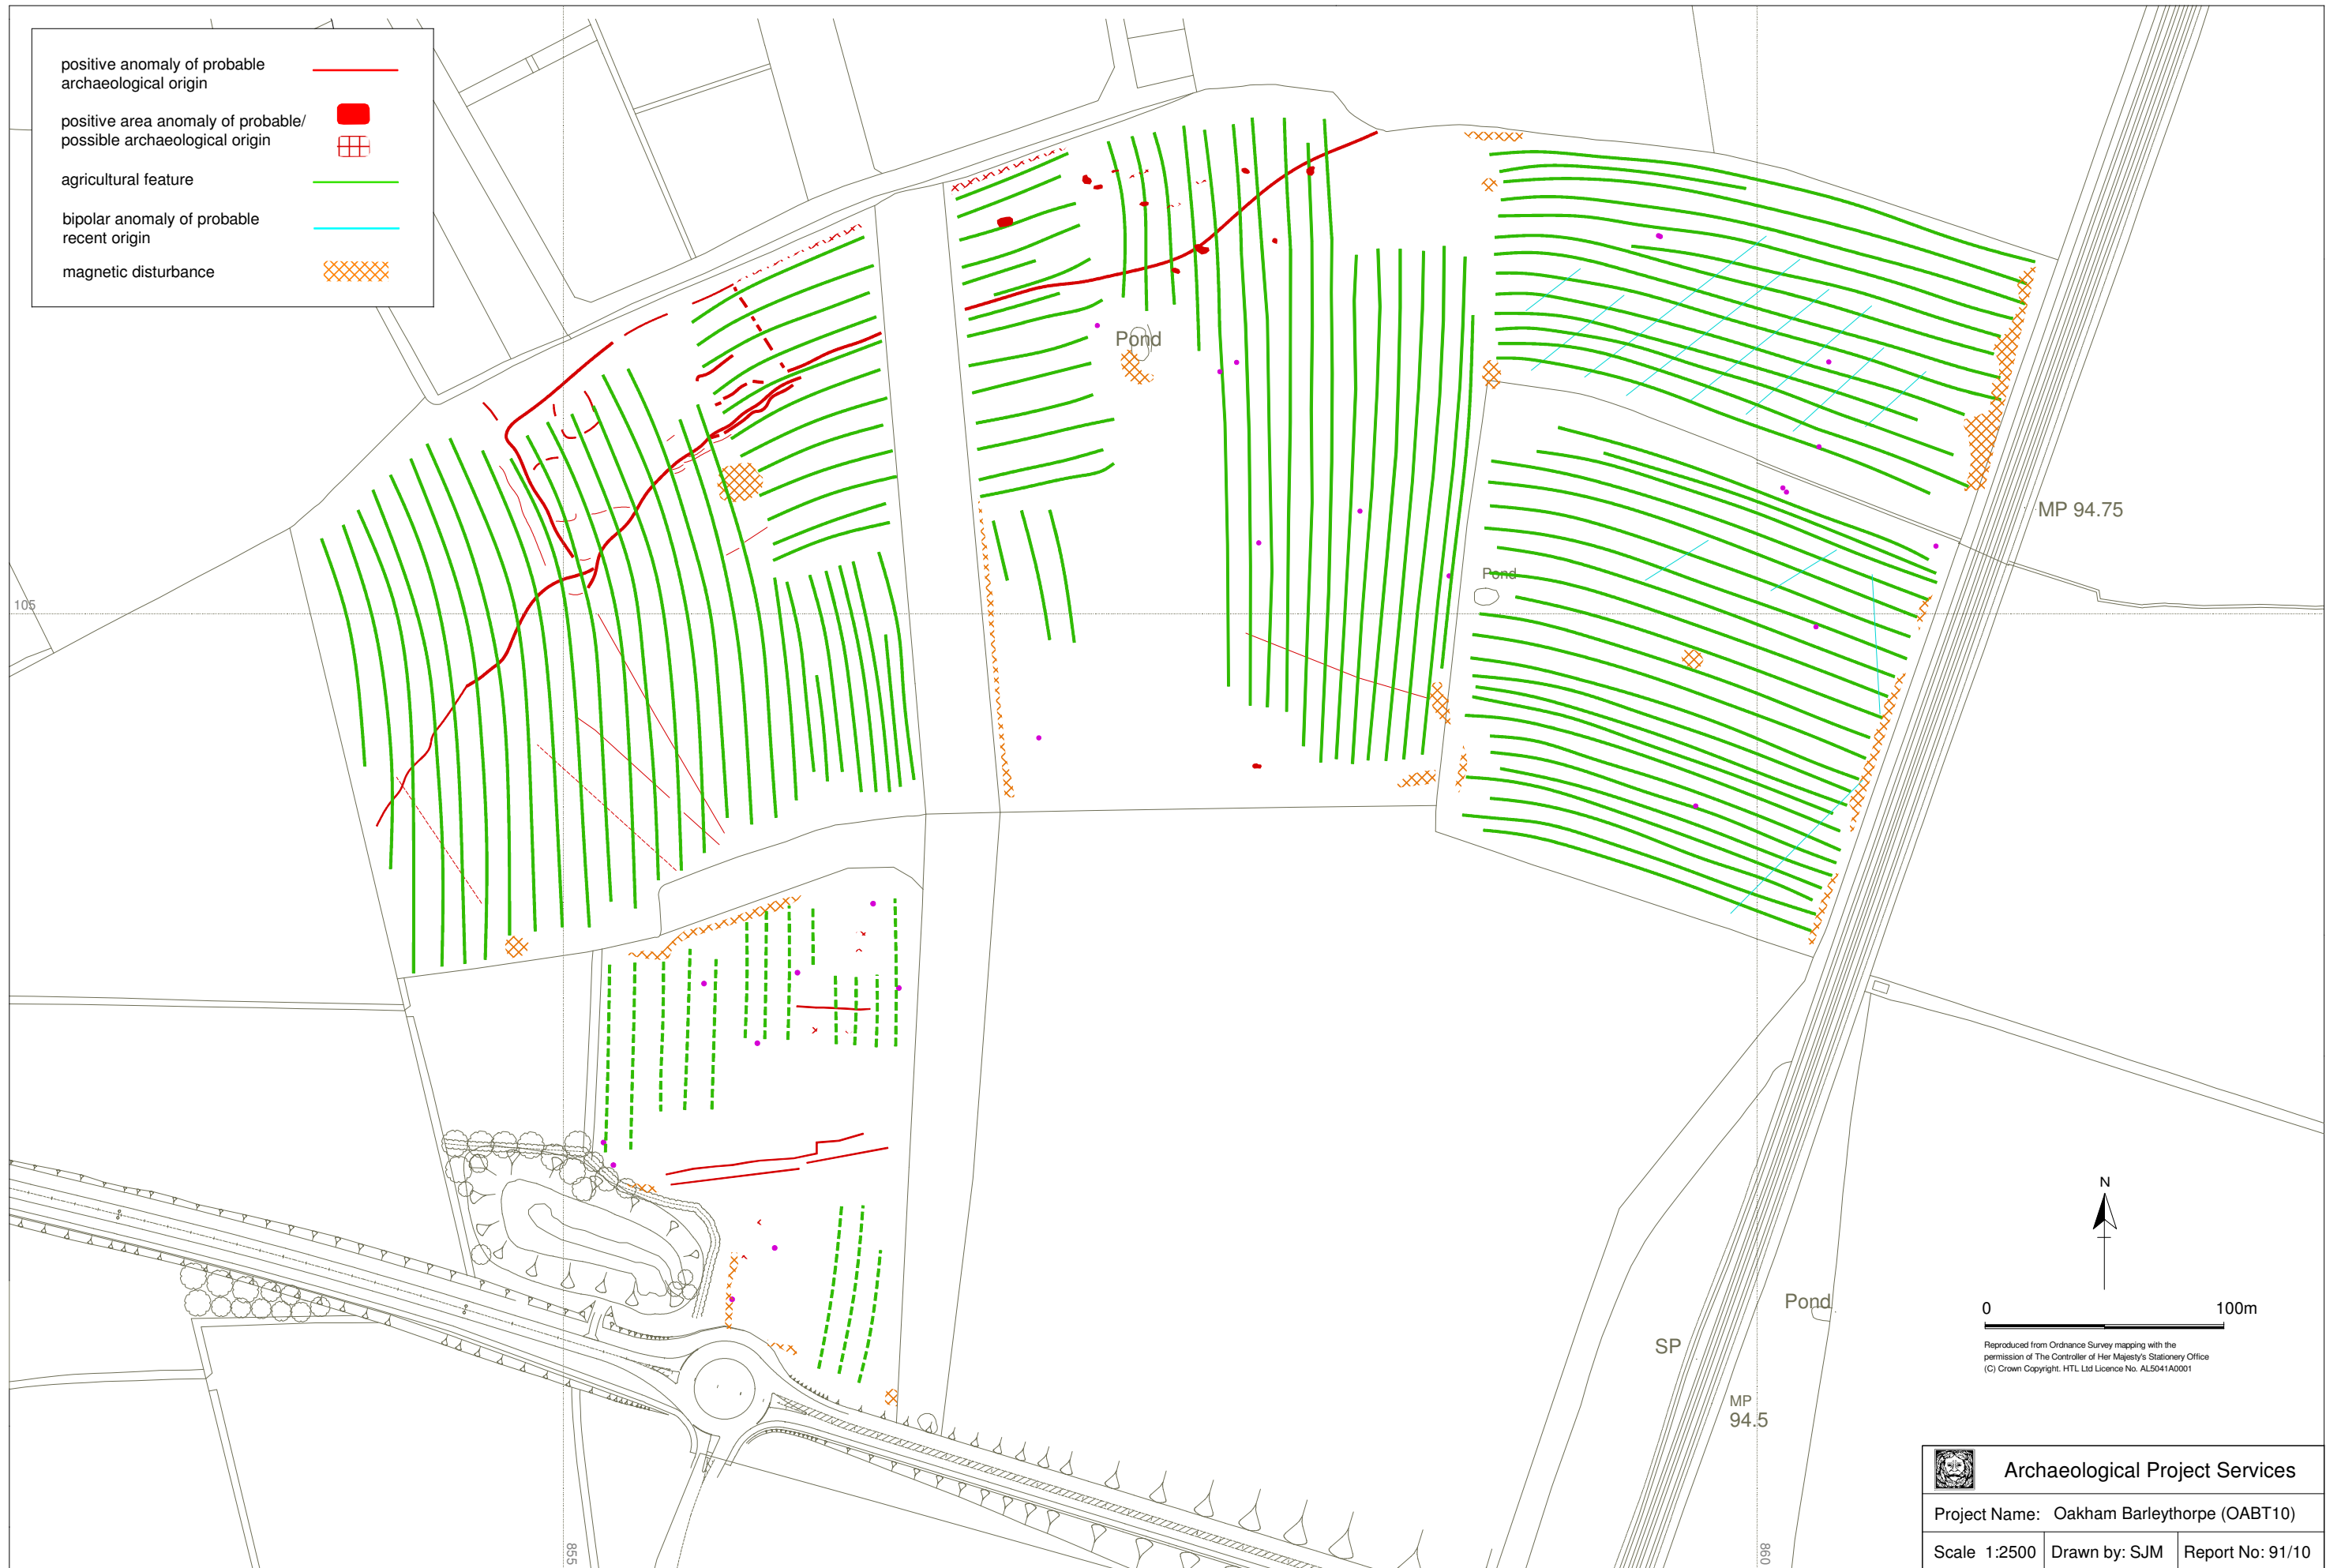 positive anomaly of probable
archaeological origin
positive area anomaly of probable/
possible archaeological origin
agricultural feature
bipolar anomaly of probable
recent origin
magnetic disturbance
Pond
MP 94.75
Pond
105
N
Pond
0 100m
SP
Reproduced from Ordnance Survey mapping with the
permission of The Controller of Her Majesty's Stationery Office
(C) Crown Copyright. HTL Ltd Licence No. AL5041A0001
MP
94.5
Archaeological Project Services
Project Name: Oakham Barleythorpe (OABT10)
855
860
Scale 1:2500 Drawn by: SJM Report No: 91/10